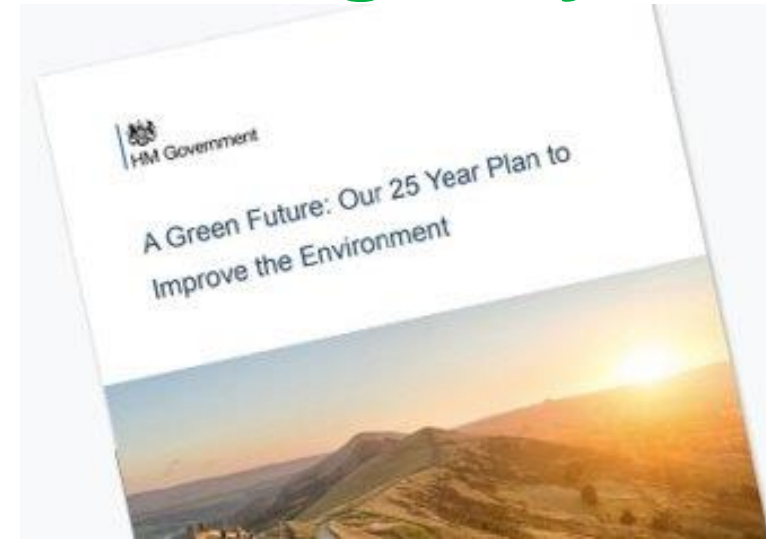 HM Government
A Green Future: Our 25 Year Plan to
Improve the Environment